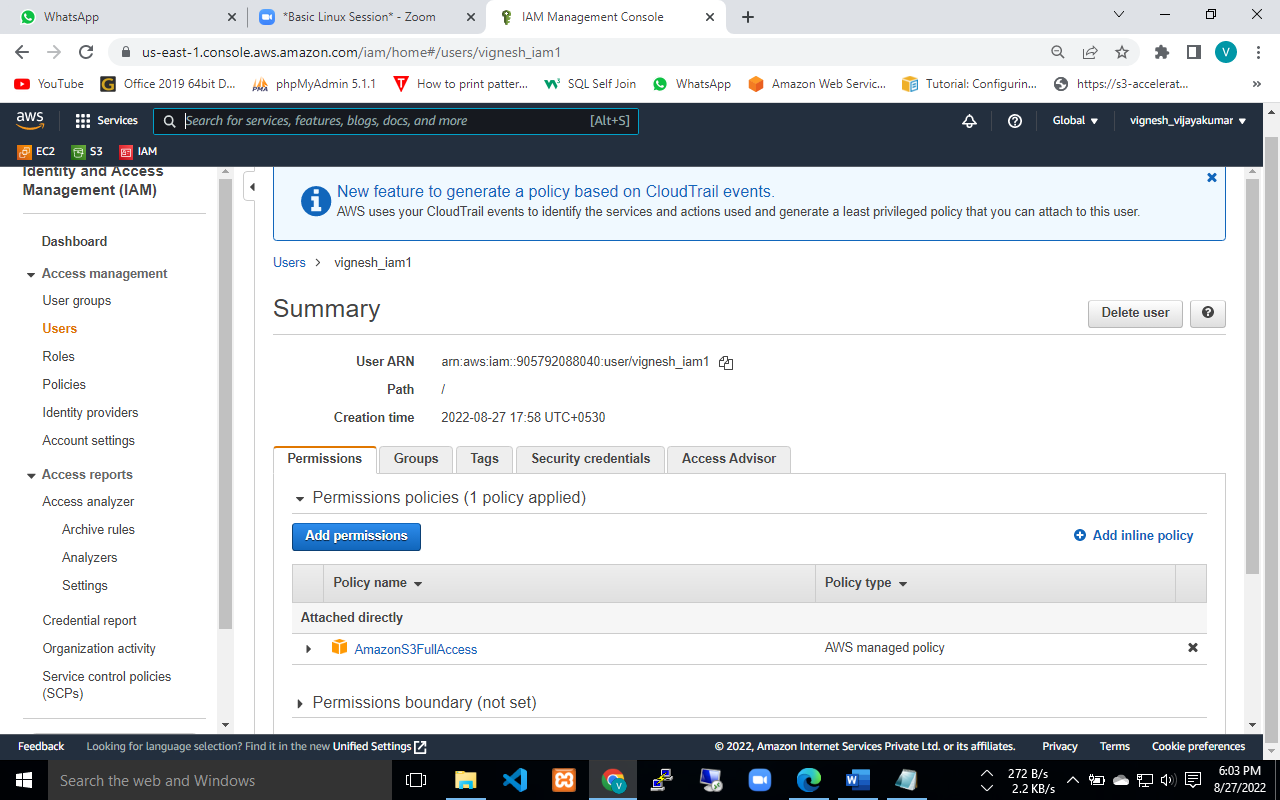 WhatsApp
*Basic Linux Session* - Zoom
IAM Management Console
us-east-1.console.aws.amazon.com/iam/home#/users/vignesh_iam1
V
YouTube
Office 2019 64bit D...
phpMyAdmin 5.1.1
How to print patter...
SQL Self Join
WhatsApp
Amazon Web Servic...
Tutorial: Configurin...
https://s3-accelerat...
aws
Services
Search for services, features, blogs, docs, and more
[Alt+S]
Global
vignesh_vijayakumar
EC2
S3
IAM
Identity and Access
Management (IAM)
Dashboard
Access management
User groups
Users
Roles
Policies
Identity providers
Account settings
Access reports
Access analyzer
Archive rules
Analyzers
Settings
Credential report
Organization activity
Service control policies
(SCPs)
New feature to generate a policy based on CloudTrail events.
AWS uses your CloudTrail events to identify the services and actions used and generate a least privileged policy that you can attach to this user.
Users > vignesh_iam1
Summary
Delete user
User ARN arn:aws:iam::905792088040:user/vignesh_iam1
Path /
Creation time 2022-08-27 17:58 UTC+0530
Permissions
Groups
Tags
Security credentials
Access Advisor
Permissions policies (1 policy applied)
Add permissions
Add inline policy
Policy name
Policy type
Attached directly
AmazonS3FullAccess
AWS managed policy
Permissions boundary (not set)
Feedback
Looking for language selection? Find it in the new Unified Settings
© 2022, Amazon Internet Services Private Ltd. or its affiliates.
Privacy
Terms
Cookie preferences
Search the web and Windows
272 B/s
2.2 KB/s
6:03 PM
8/27/2022